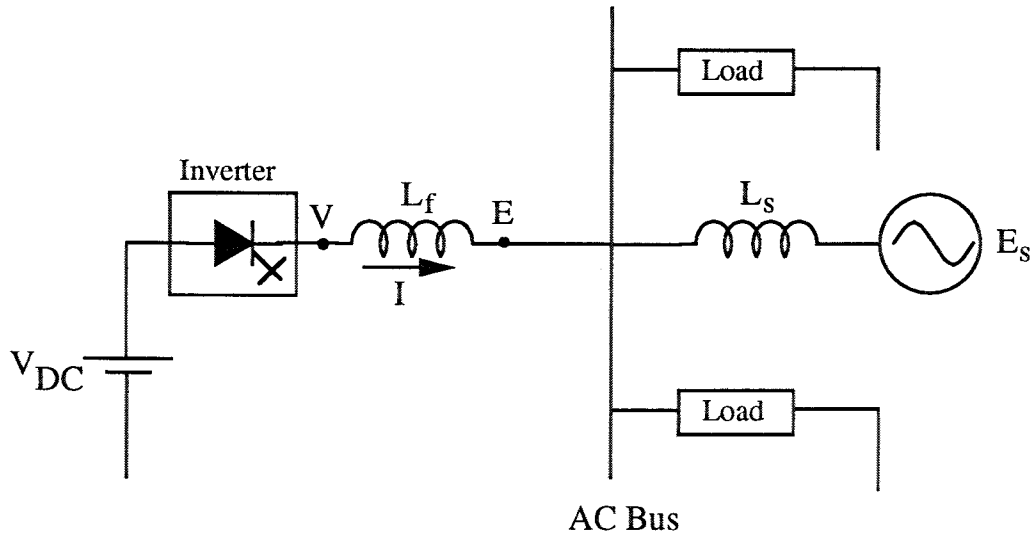 Load
Inverter
V
L_f
E
L_s
E_s
I
V_DC
Load
AC Bus